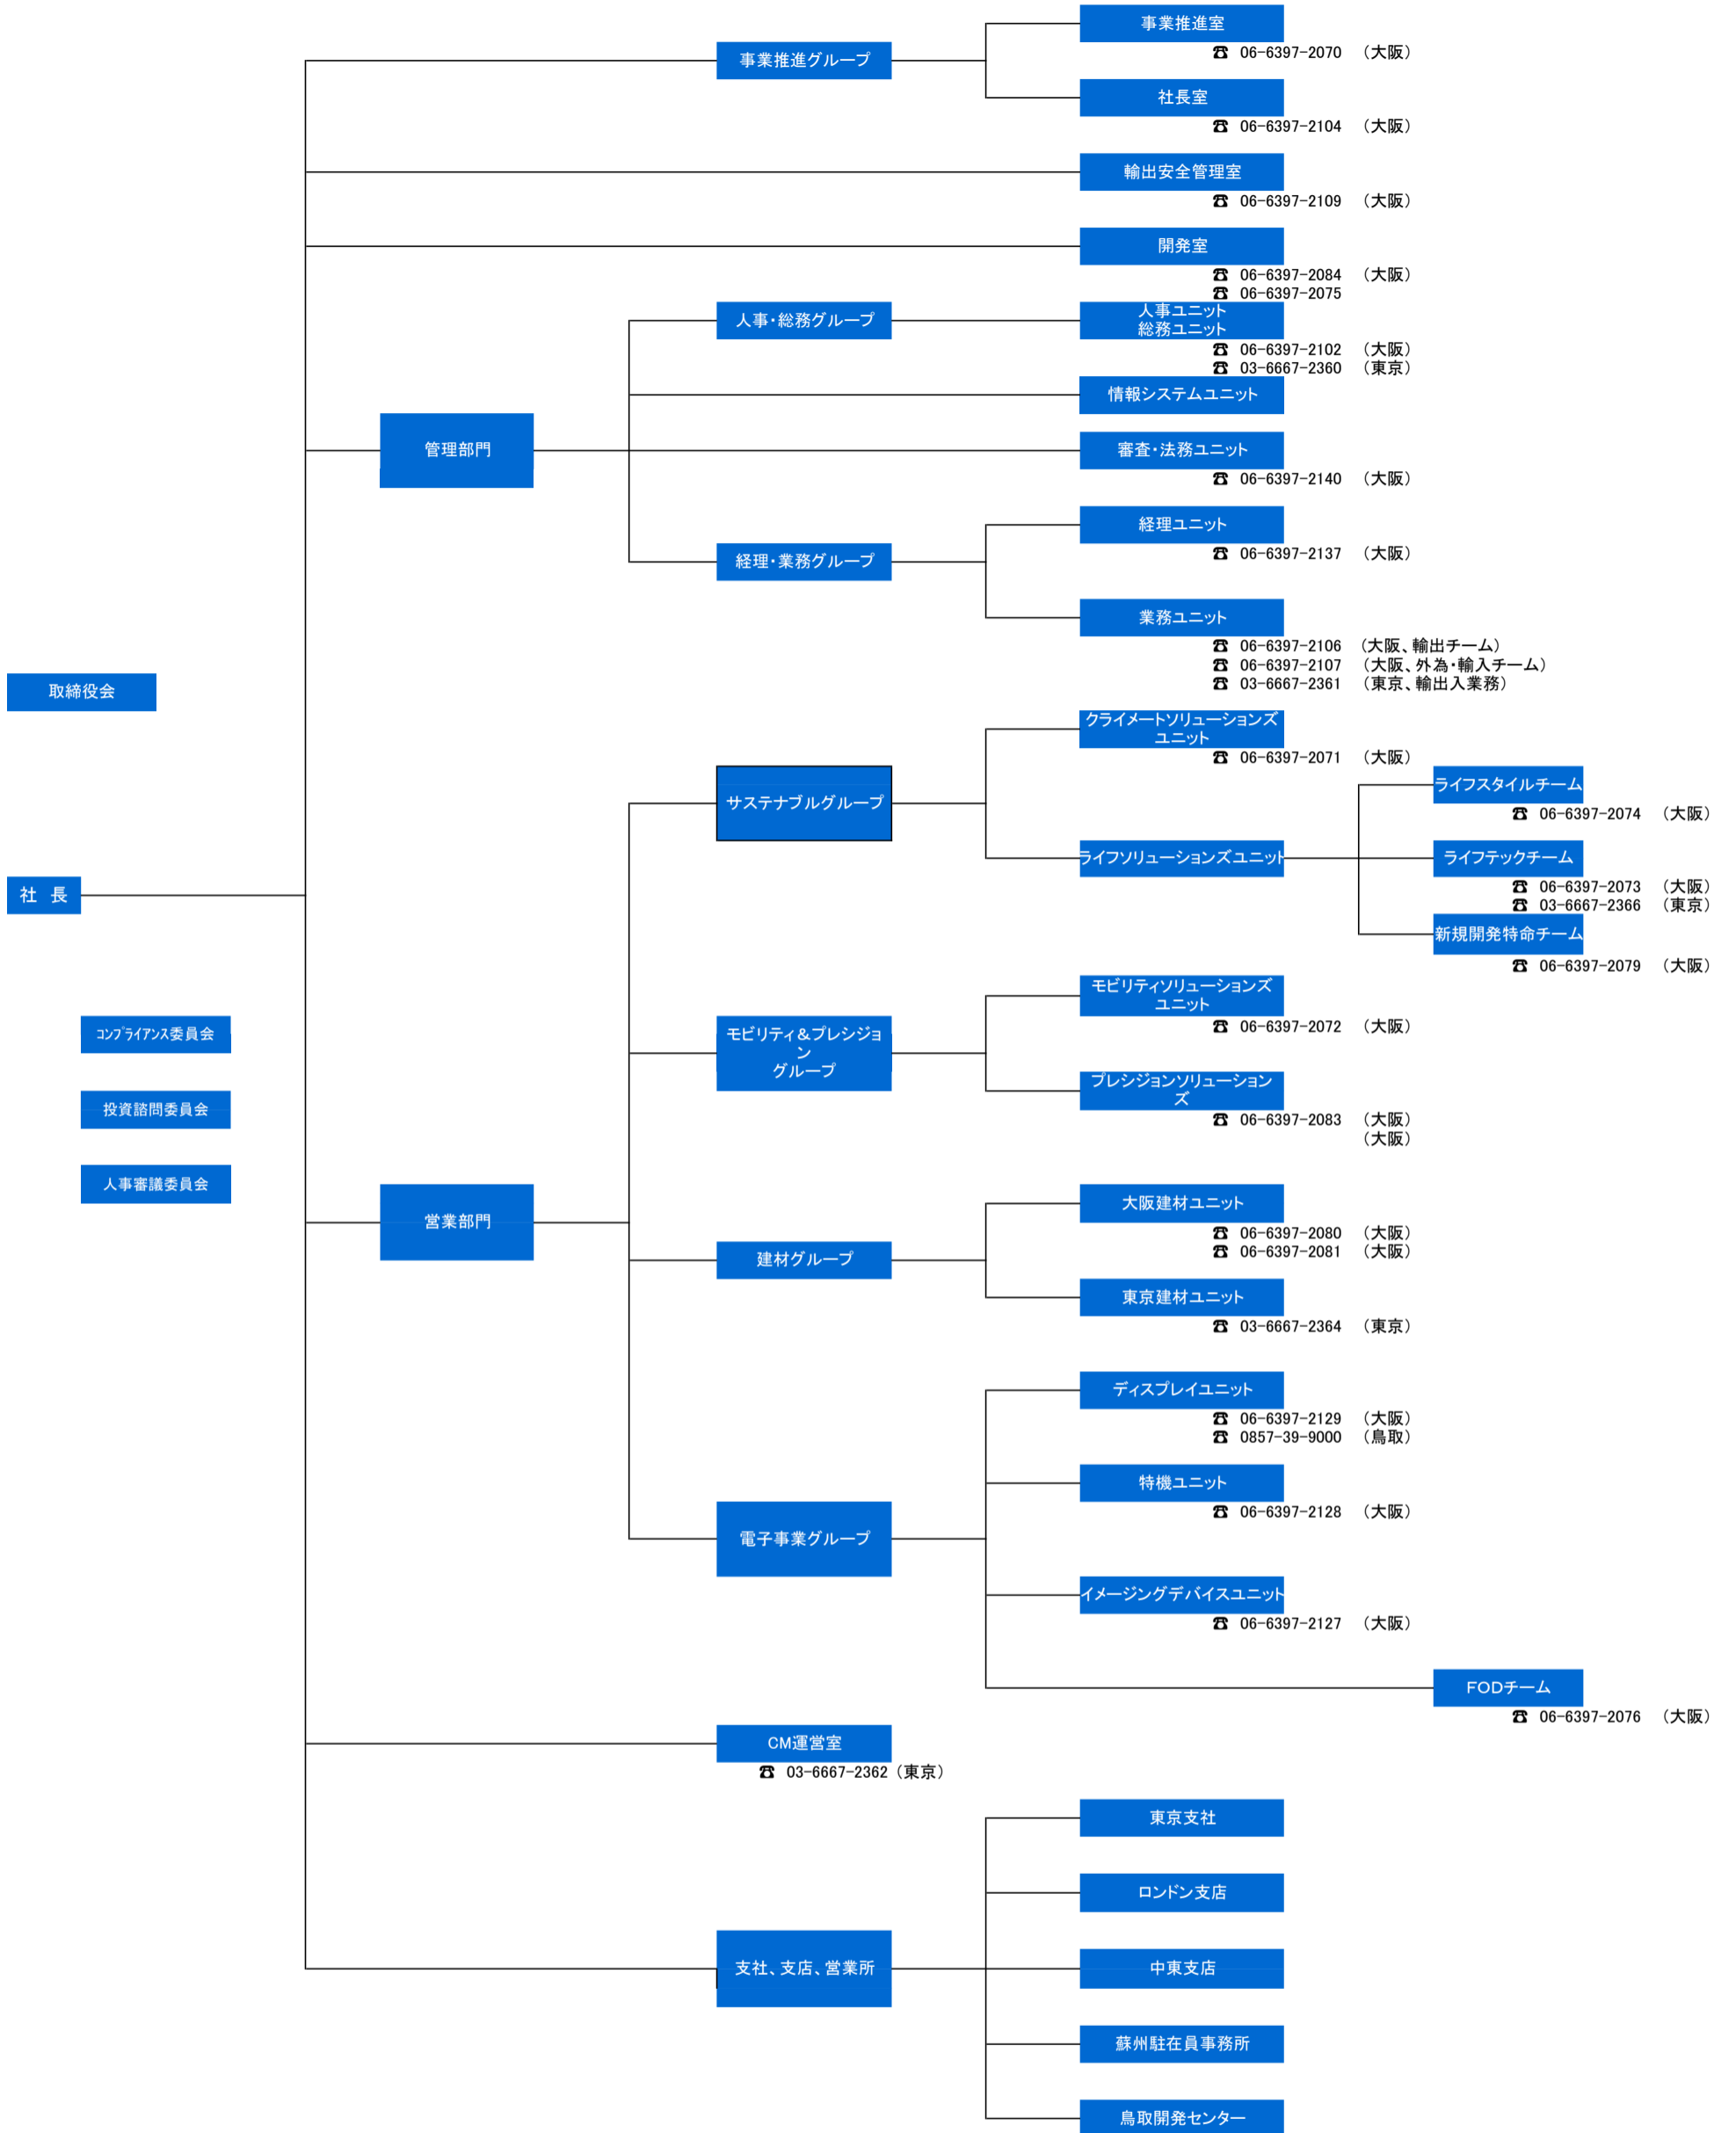 事業推進室
☎ 06-6397-2070 （大阪）
事業推進グループ
社長室
☎ 06-6397-2104 （大阪）
輸出安全管理室
☎ 06-6397-2109 （大阪）
開発室
☎ 06-6397-2084 （大阪）
☎ 06-6397-2075
人事・総務グループ
人事ユニット
総務ユニット
☎ 06-6397-2102 （大阪）
☎ 03-6667-2360 （東京）
情報システムユニット
管理部門
審査・法務ユニット
☎ 06-6397-2140 （大阪）
経理ユニット
☎ 06-6397-2137 （大阪）
経理・業務グループ
業務ユニット
☎ 06-6397-2106 （大阪、輸出チーム）
☎ 06-6397-2107 （大阪、外為・輸入チーム）
☎ 03-6667-2361 （東京、輸出入業務）
取締役会
クライメートソリューションズ
ユニット
☎ 06-6397-2071 （大阪）
サステナブルグループ
ライフスタイルチーム
☎ 06-6397-2074 （大阪）
ライフソリューションズユニット
ライフテックチーム
☎ 06-6397-2073 （大阪）
☎ 03-6667-2366 （東京）
社 長
新規開発特命チーム
☎ 06-6397-2079 （大阪）
モビリティソリューションズ
ユニット
☎ 06-6397-2072 （大阪）
コンプライアンス委員会
モビリティ＆プレシジョ
ン
グループ
プレシジョンソリューション
ズ
☎ 06-6397-2083 （大阪）
（大阪）
投資諮問委員会
人事審議委員会
営業部門
大阪建材ユニット
☎ 06-6397-2080 （大阪）
☎ 06-6397-2081 （大阪）
建材グループ
東京建材ユニット
☎ 03-6667-2364 （東京）
ディスプレイユニット
☎ 06-6397-2129 （大阪）
☎ 0857-39-9000 （鳥取）
特機ユニット
☎ 06-6397-2128 （大阪）
電子事業グループ
イメージングデバイスユニット
☎ 06-6397-2127 （大阪）
FODチーム
☎ 06-6397-2076 （大阪）
CM運営室
☎ 03-6667-2362（東京）
東京支社
ロンドン支店
支社、支店、営業所
中東支店
蘇州駐在員事務所
鳥取開発センター